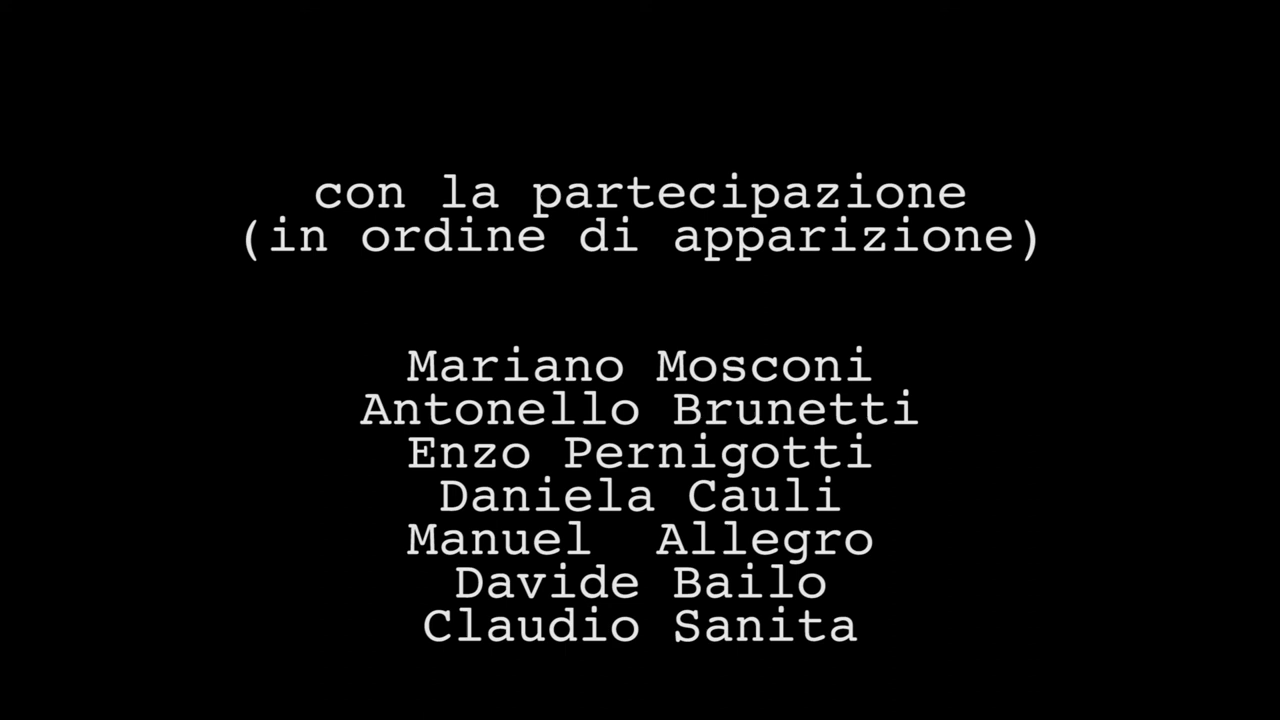 con la partecipazione
(in ordine di apparizione)
Mariano Mosconi
Antonello Brunetti
Enzo Pernigotti
Daniela Cauli
Manuel  Allegro
Davide Bailo
Claudio Sanita